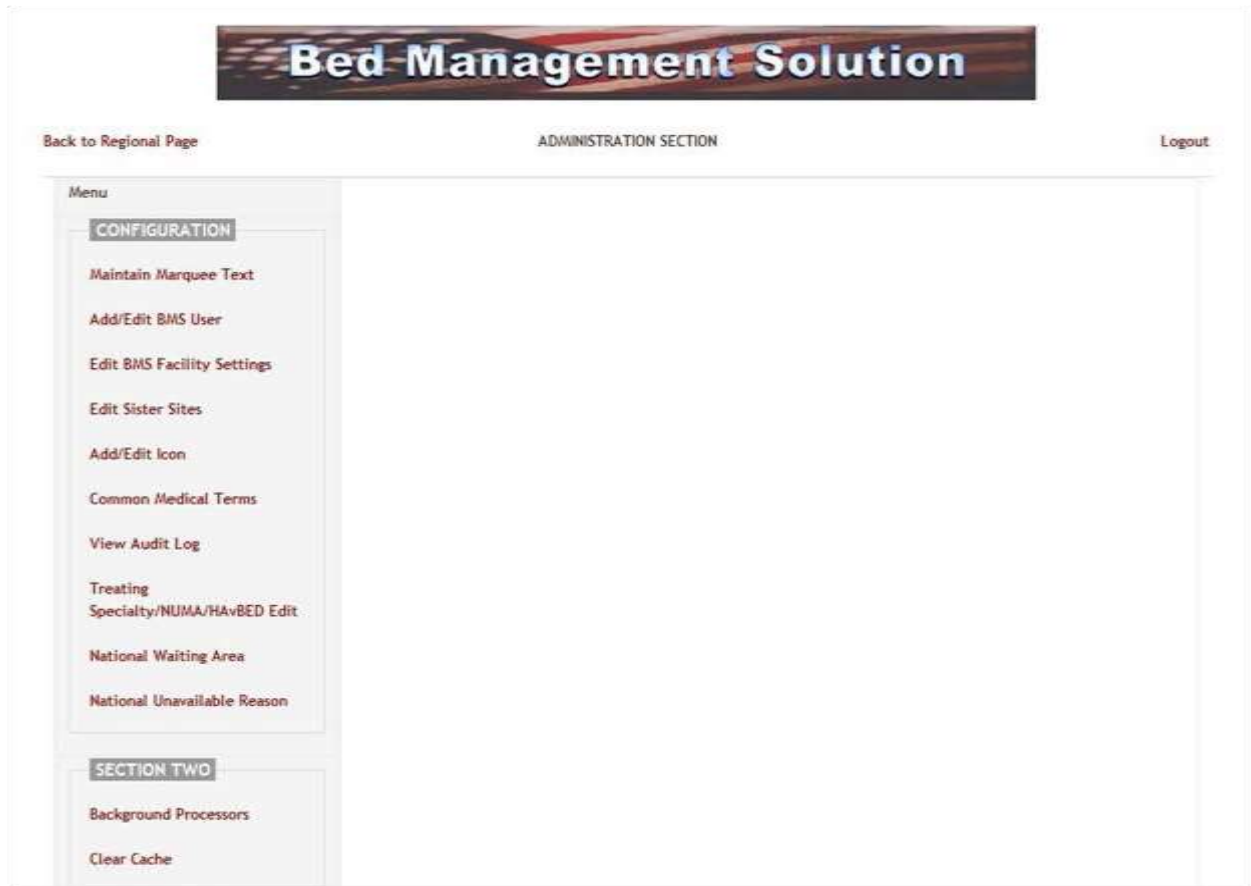 Bed Management Solution
Back to Regional Page
ADMINISTRATION SECTION
Logout
Menu
CONFIGURATION
Maintain Marquee Text
Add/Edit BMS User
Edit BMS Facility Settings
Edit Sister Sites
Add/Edit Icon
Common Medical Terms
View Audit Log
Treating
Specialty/NUMA/HAvBED Edit
National Waiting Area
National Unavailable Reason
SECTION TWO
Background Processors
Clear Cache